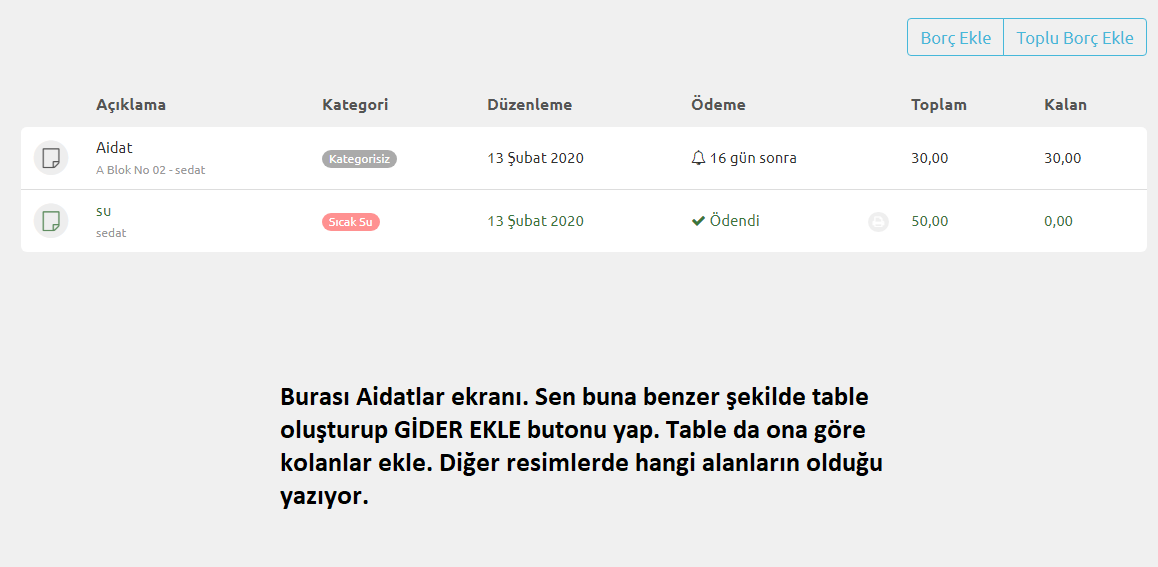 Borç Ekle Toplu Borç Ekle
Açıklama Kategori Düzenleme Ödeme Toplam Kalan
Aidat Kategorisiz 13 Şubat 2020 16 gün sonra 30,00 30,00
A Blok No 02 - sedat
su Sıcak Su 13 Şubat 2020 Ödendi 50,00 0,00
sedat
Burası Aidatlar ekranı. Sen buna benzer şekilde table
oluşturup GİDER EKLE butonu yap. Table da ona göre
kolanlar ekle. Diğer resimlerde hangi alanların olduğu
yazıyor.